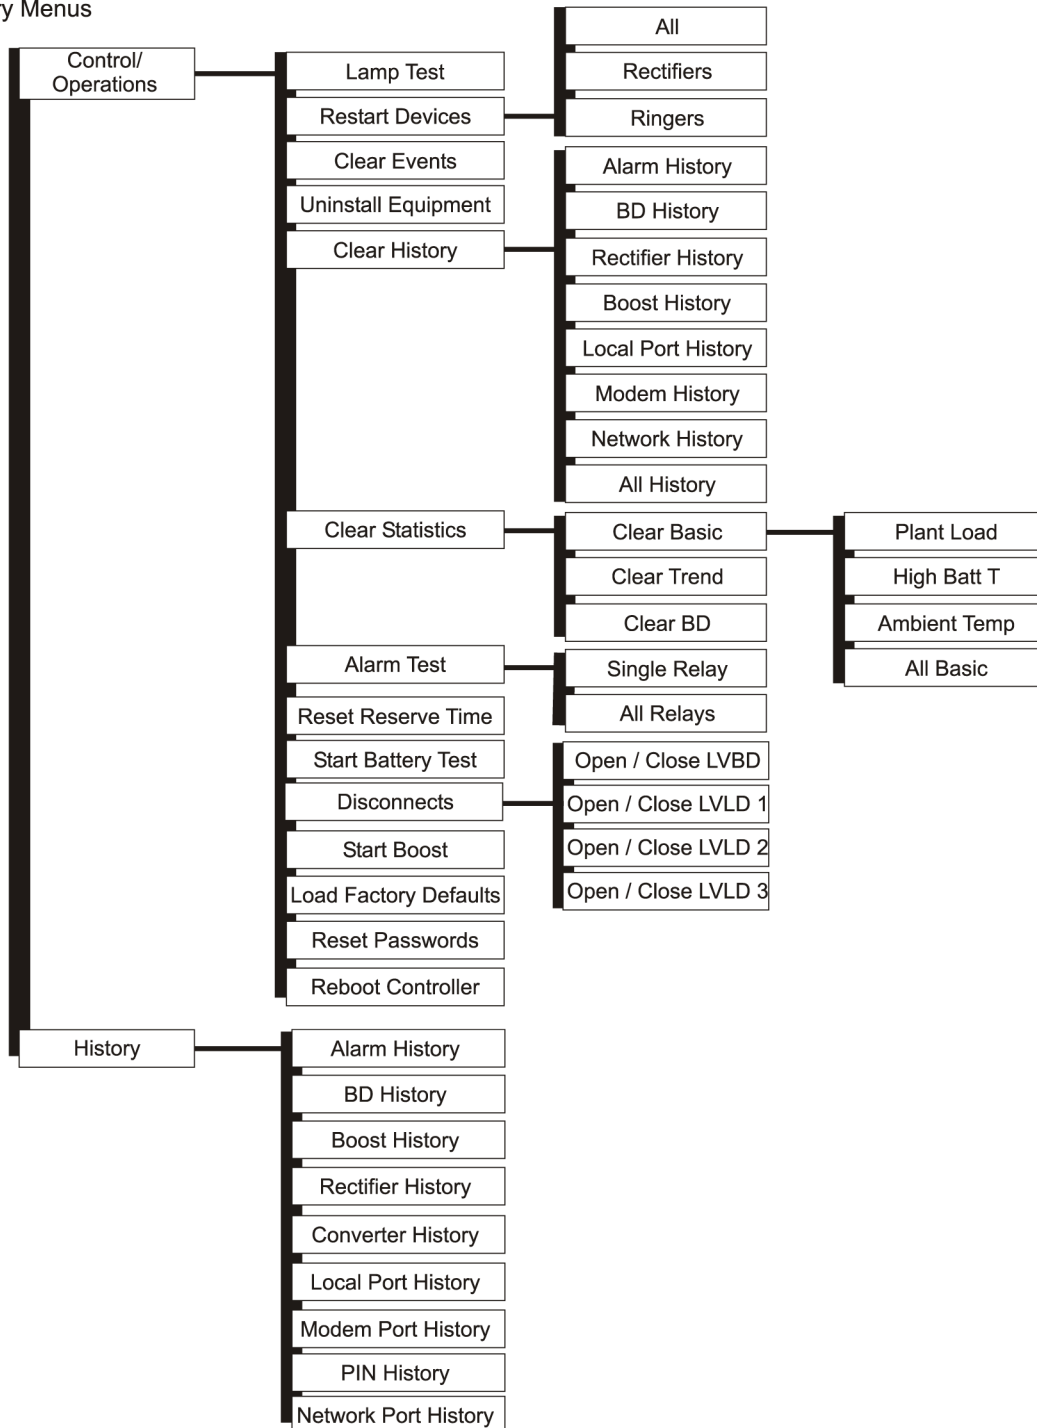 Menus
Control/
Operations
Lamp Test
Restart Devices
All
Rectifiers
Ringers
Clear Events
Uninstall Equipment
Clear History
Alarm History
BD History
Rectifier History
Boost History
Local Port History
Modem History
Network History
All History
Clear Statistics
Clear Basic
Plant Load
High Batt T
Ambient Temp
All Basic
Clear Trend
Clear BD
Alarm Test
Single Relay
All Relays
Reset Reserve Time
Start Battery Test
Disconnects
Open / Close LVBD
Open / Close LVLD 1
Open / Close LVLD 2
Open / Close LVLD 3
Start Boost
Load Factory Defaults
Reset Passwords
Reboot Controller
History
Alarm History
BD History
Boost History
Rectifier History
Converter History
Local Port History
Modem Port History
PIN History
Network Port History